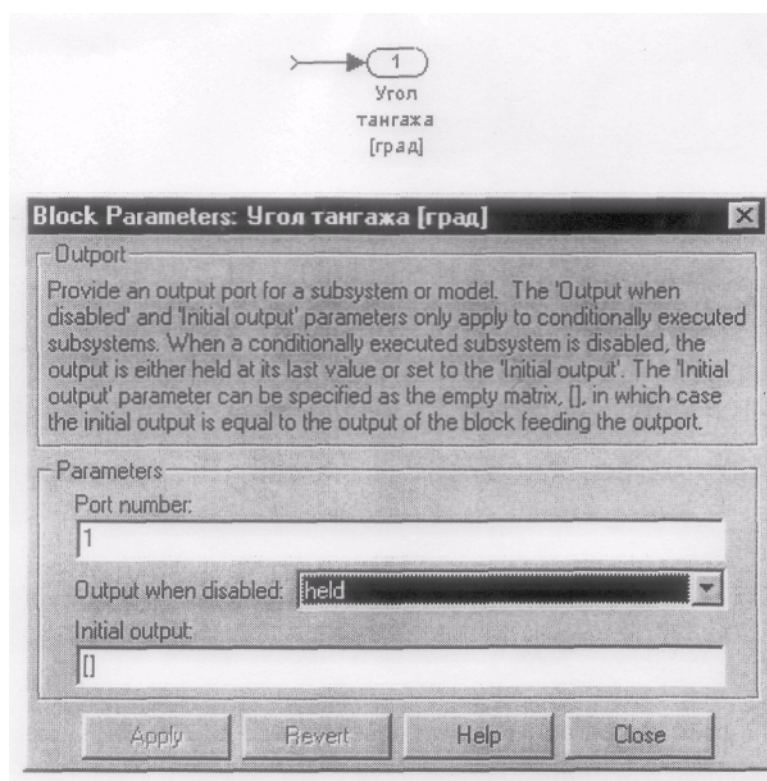 1
Угол
тангажа
[град]
Block Parameters: Угол тангажа [град]
Outport
Provide an output port for a subsystem or model. The 'Output when
disabled' and 'Initial output' parameters only apply to conditionally executed
subsystems. When a conditionally executed subsystem is disabled, the
output is either held at its last value or set to the 'Initial output'. The 'Initial
output' parameter can be specified as the empty matrix, [], in which case
the initial output is equal to the output of the block feeding the outport.
Parameters
Port number:
1
Output when disabled: held
Initial output:
[]
Apply Revert Help Close